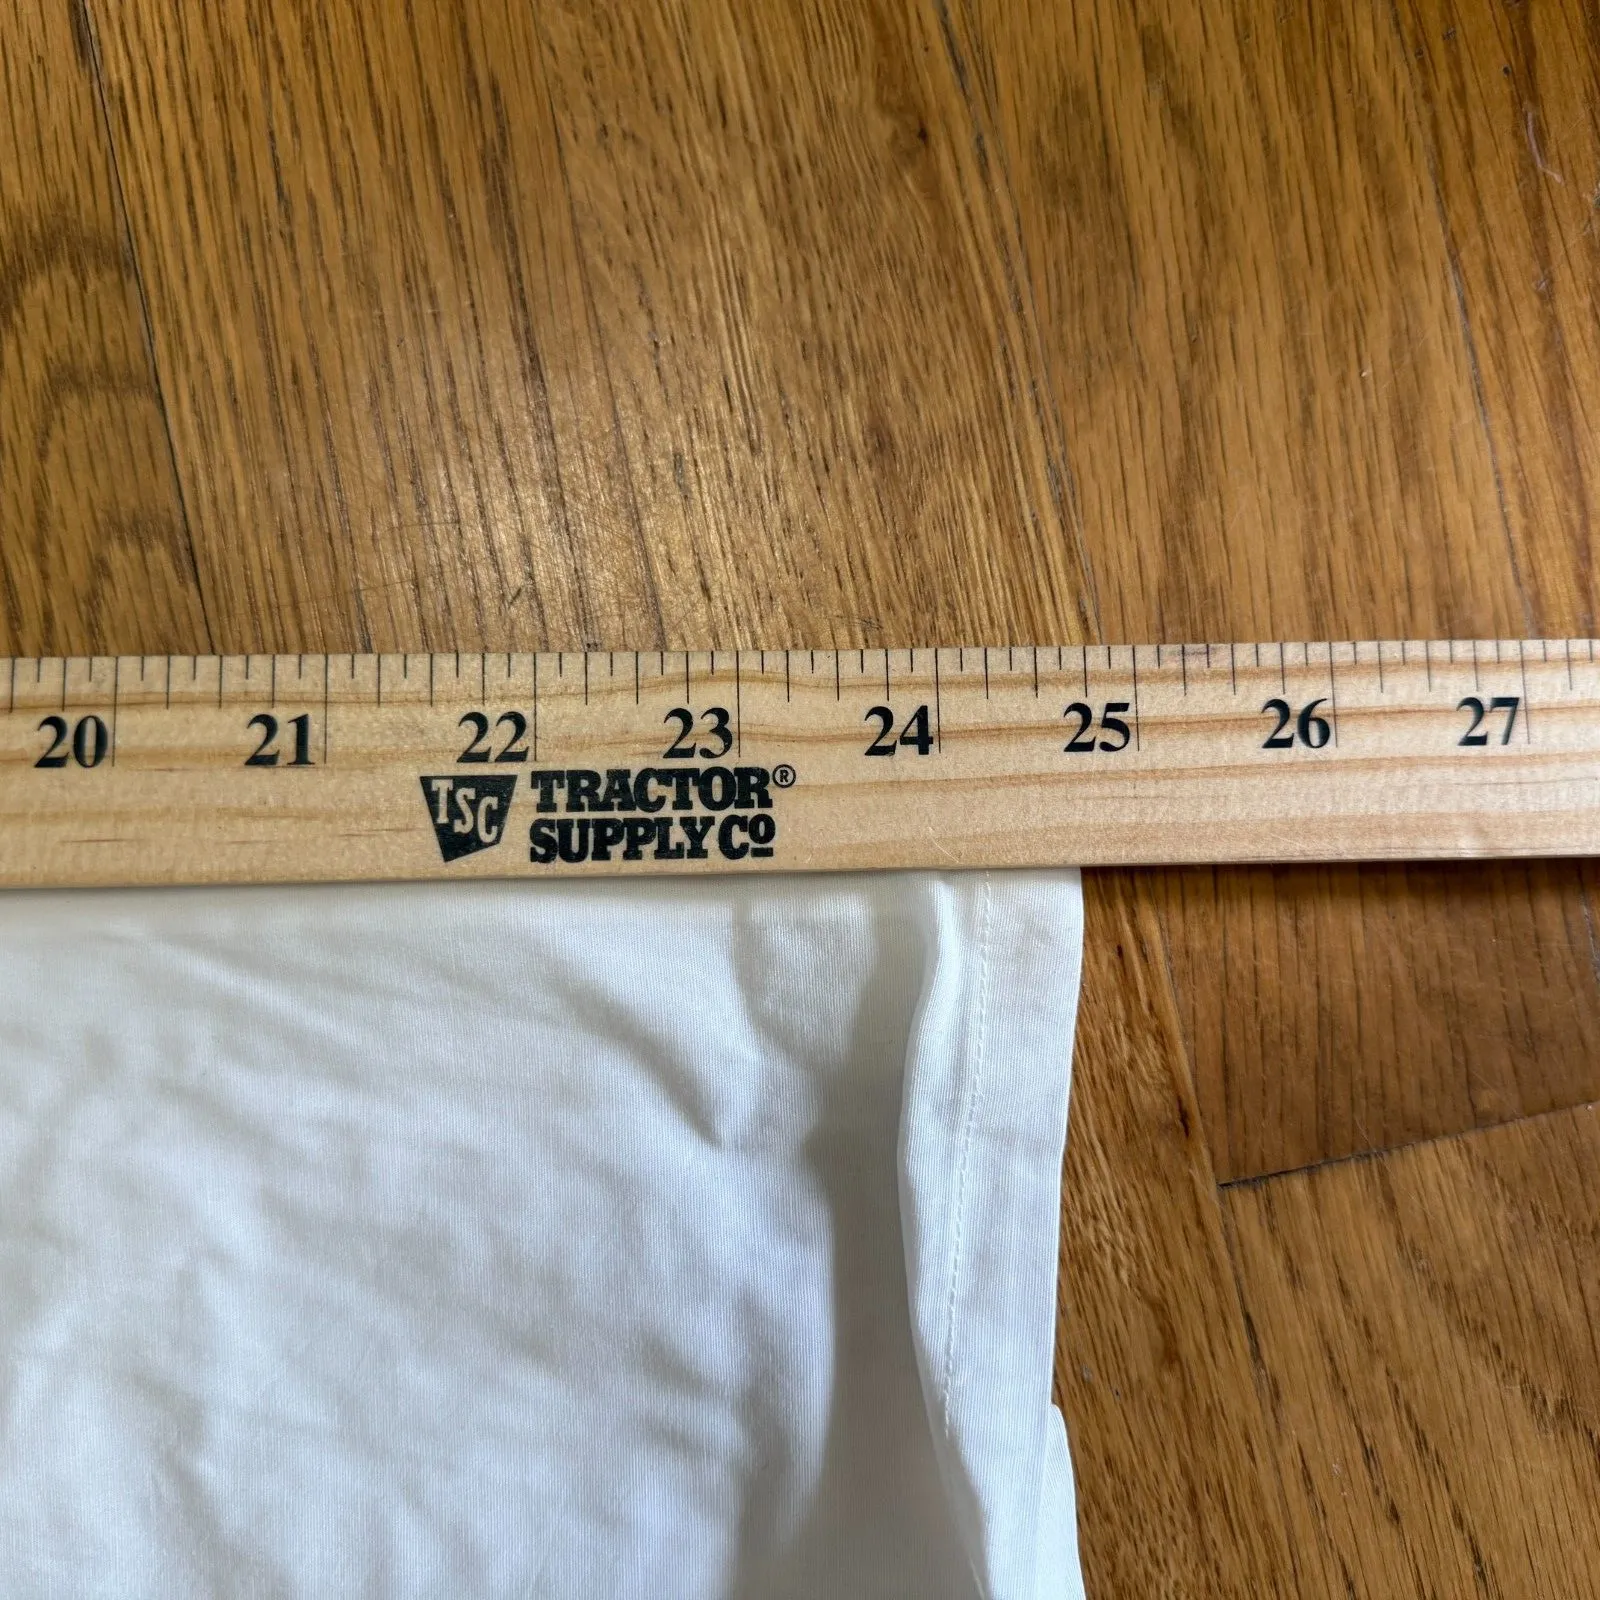 20 21 22 23 24 25 26 27
TSC TRACTOR®
SUPPLY Cº